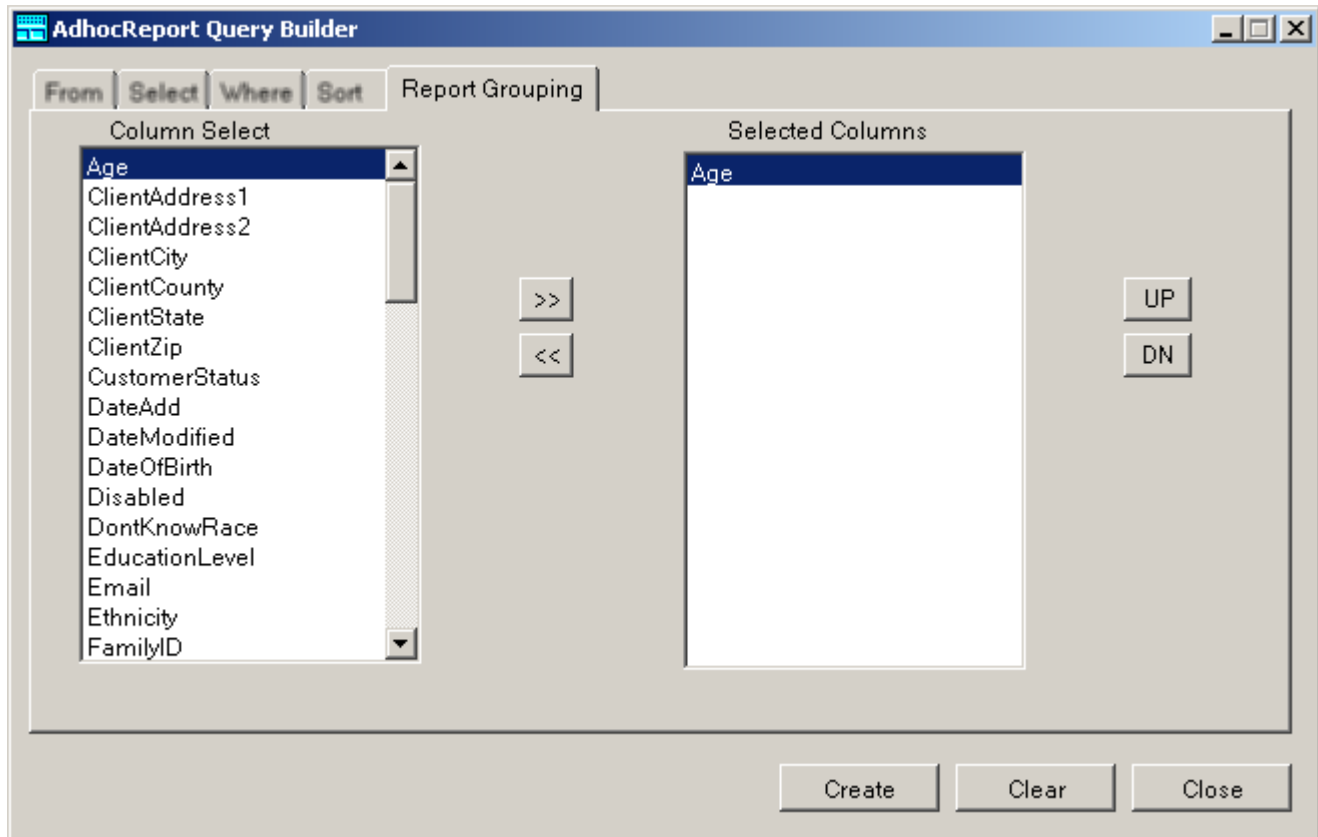 AdhocReport Query Builder
From Select Where Sort Report Grouping
Column Select
Selected Columns
Age
ClientAddress1
ClientAddress2
ClientCity
ClientCounty
ClientState
ClientZip
CustomerStatus
DateAdd
DateModified
DateOfBirth
Disabled
DontKnowRace
EducationLevel
Email
Ethnicity
FamilyID
>>
<<
Age
UP
DN
Create Clear Close